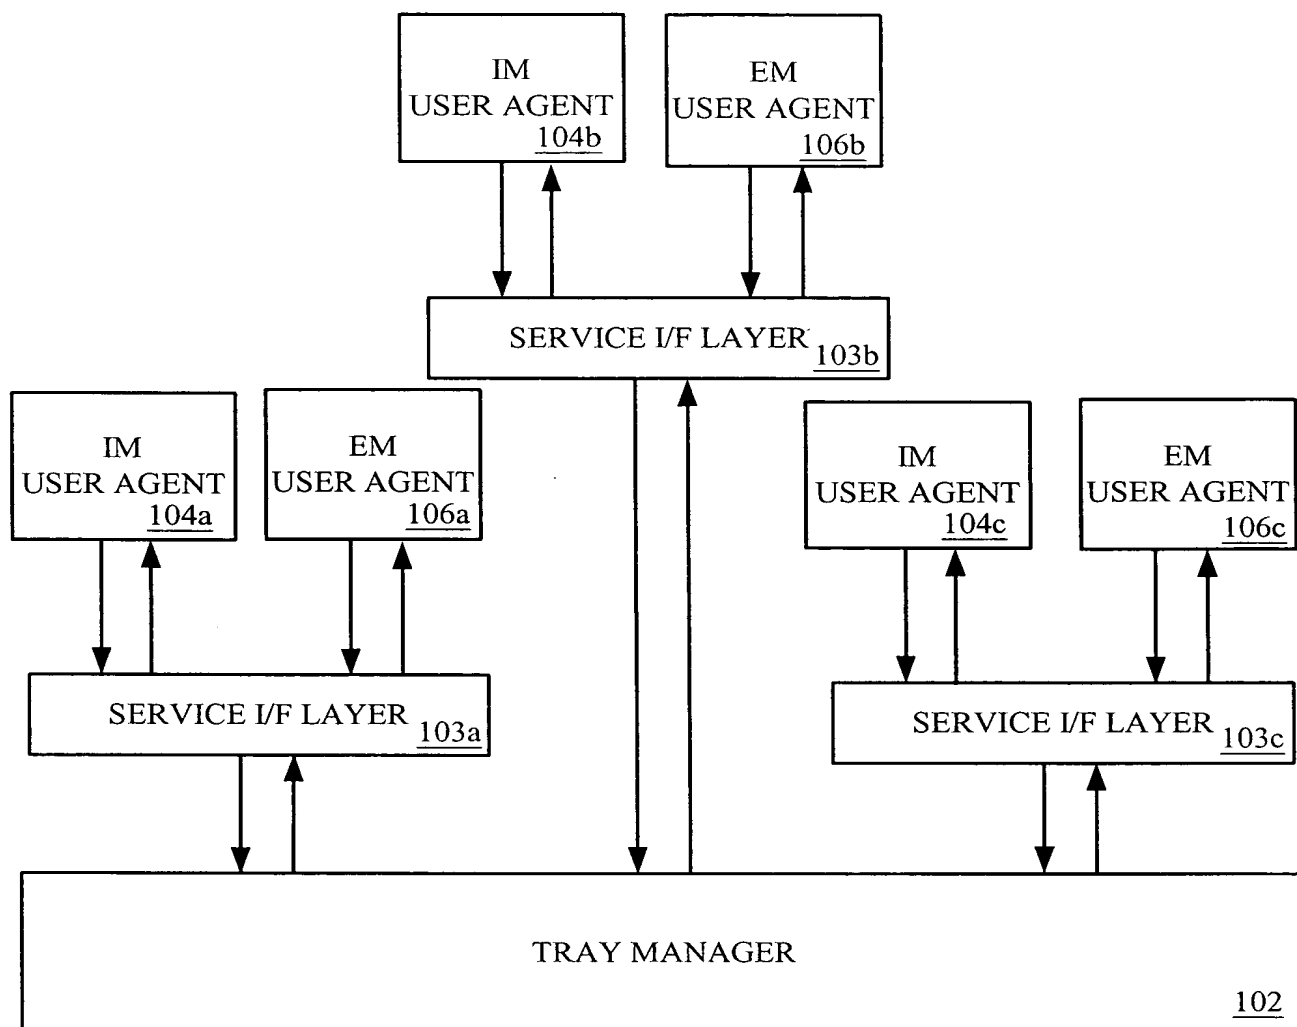 IM
USER AGENT
104b
EM
USER AGENT
106b
SERVICE I/F LAYER
103b
IM
USER AGENT
104a
EM
USER AGENT
106a
IM
USER AGENT
104c
EM
USER AGENT
106c
SERVICE I/F LAYER
103a
SERVICE I/F LAYER
103c
TRAY MANAGER
102